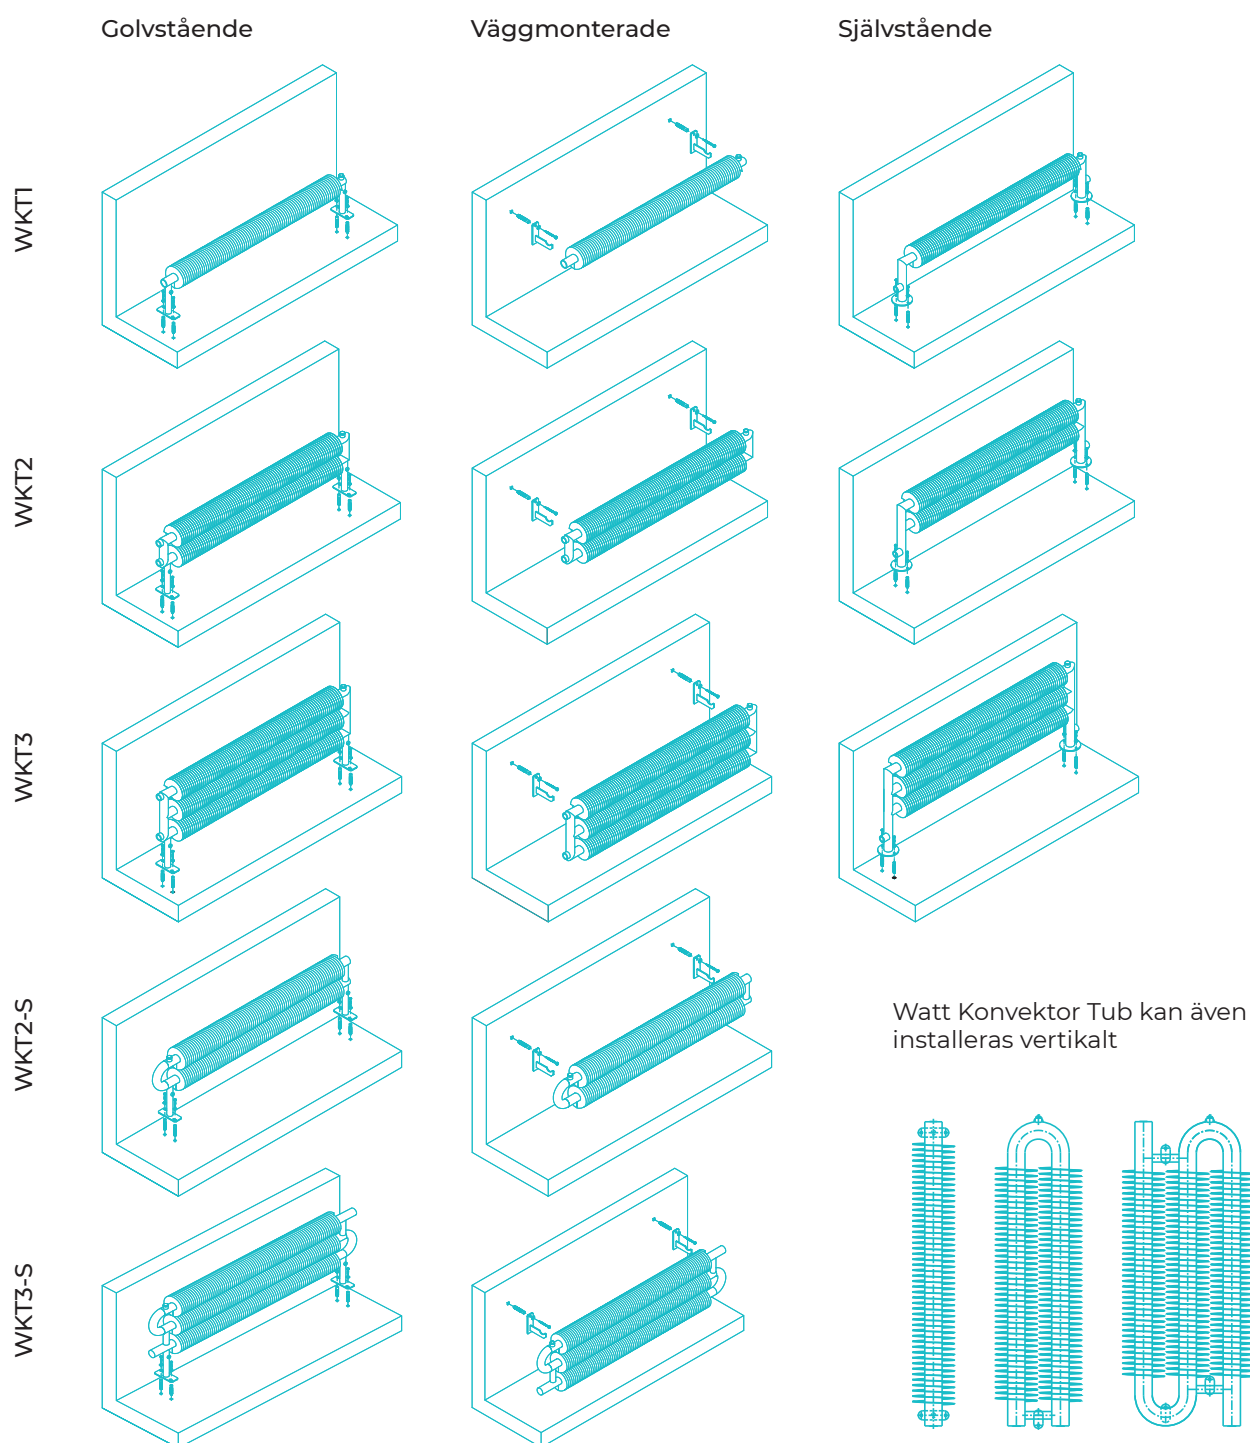 Golvstående
Väggmonterade
Självstående
WKT1
WKT2
WKT3
WKT2-S
Watt Konvektor Tub kan även
installeras vertikalt
WKT3-S